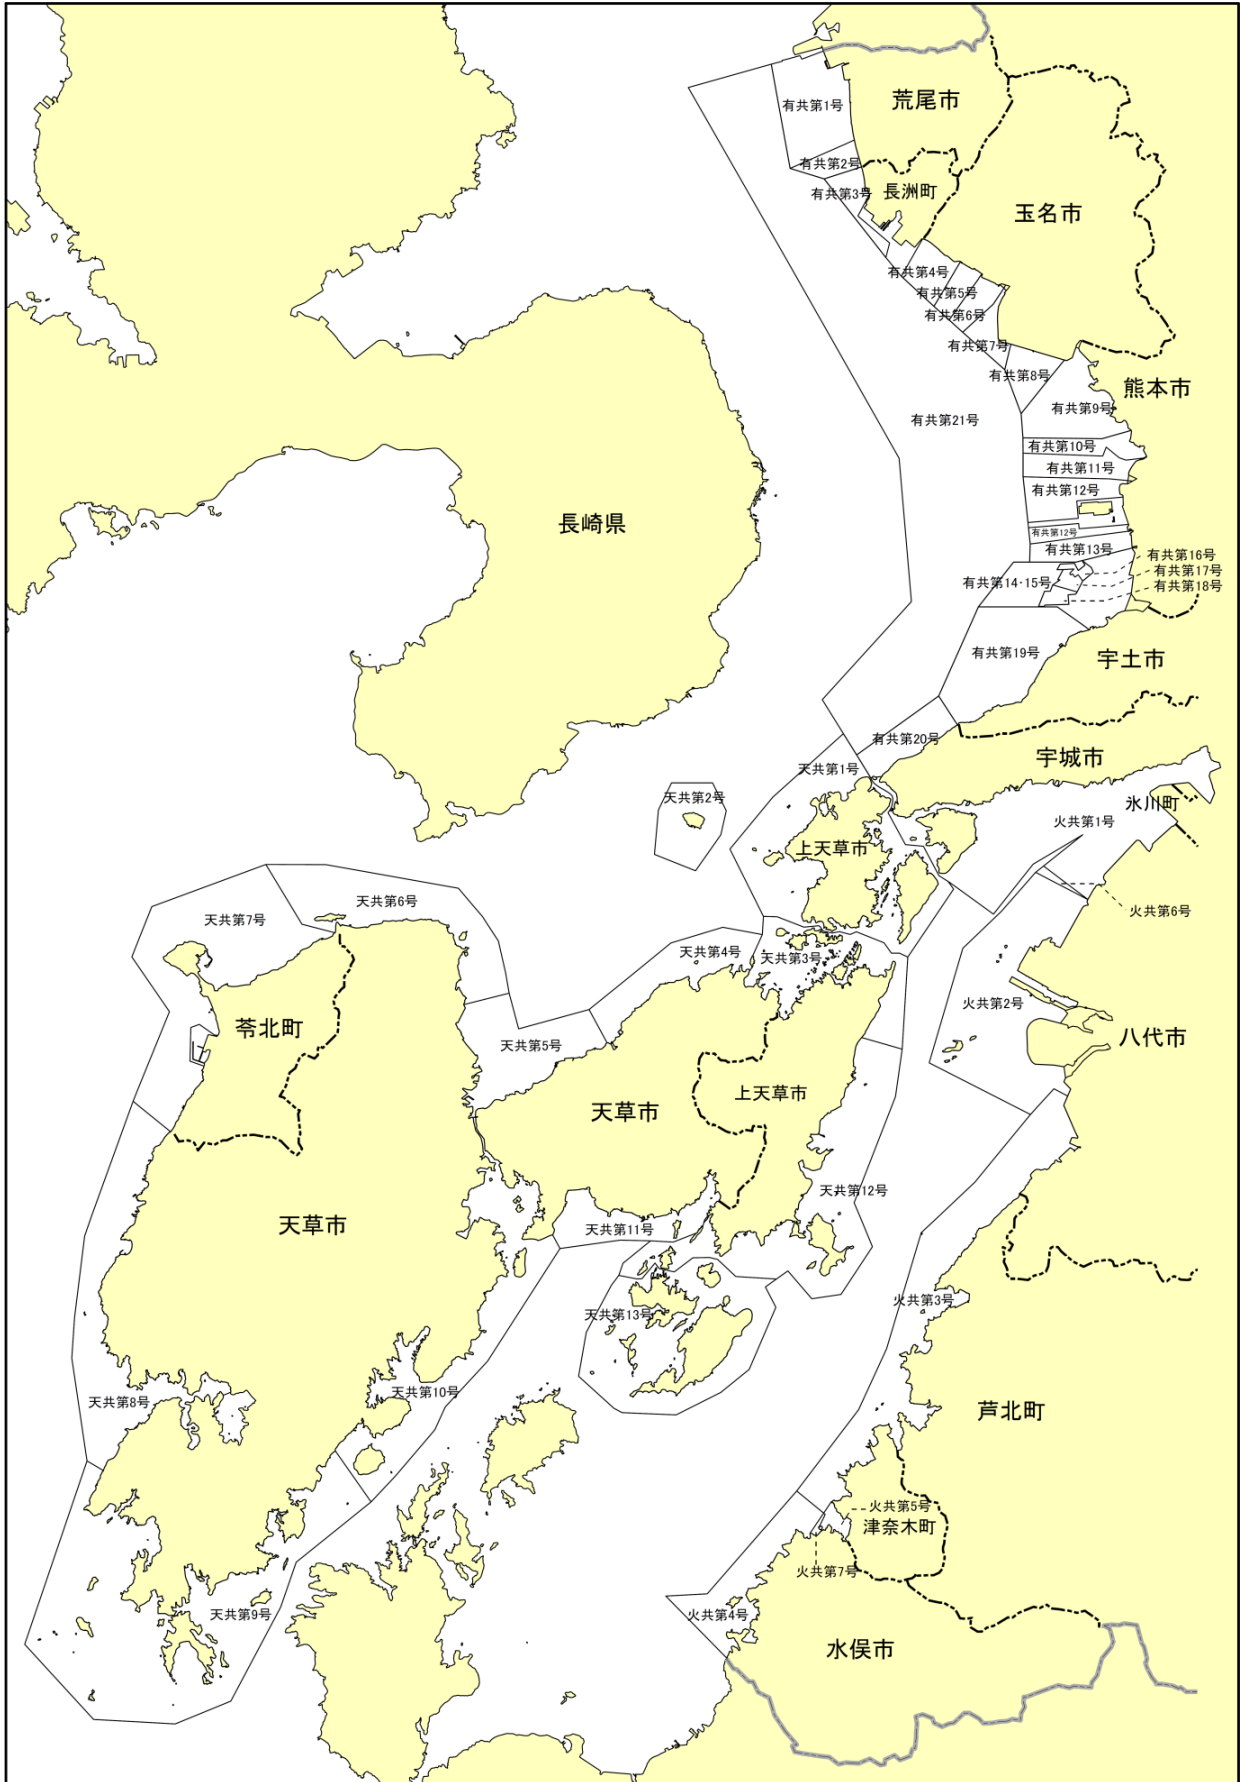 荒尾市
有共第1号
有共第2号
長洲町
有共第3号
玉名市
有共第4号
有共第5号
有共第6号
有共第7号
有共第8号
熊本市
有共第9号
有共第21号
有共第10号
有共第11号
有共第12号
長崎県
有共第12号
有共第13号
有共第16号
有共第17号
有共第14·15号
有共第18号
有共第19号
宇土市
有共第20号
宇城市
天共第1号
天共第2号
氷川町
火共第1号
上天草市
天共第6号
火共第6号
天共第7号
天共第4号
天共第3号
火共第2号
苓北町
八代市
天共第5号
上天草市
天草市
天共第12号
天草市
天共第11号
火共第3号
天共第13号
天共第10号
天共第8号
芦北町
火共第5号
津奈木町
火共第7号
天共第9号
火共第4号
水俣市